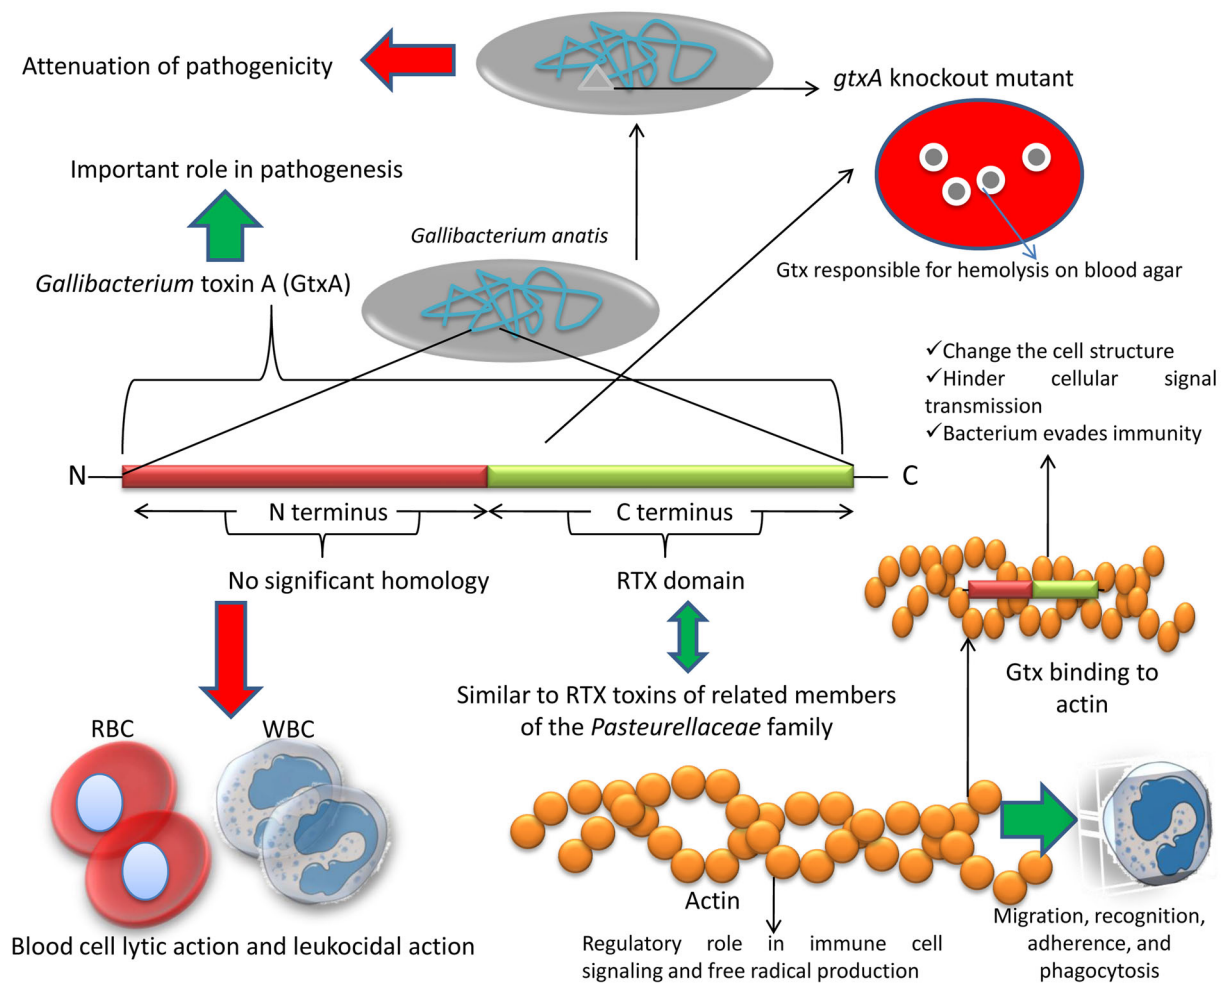 Attenuation of pathogenicity
gtxA knockout mutant
Important role in pathogenesis
Gallibacterium anatis
Gtx responsible for hemolysis on blood agar
Gallibacterium toxin A (GtxA)
✓Change the cell structure
✓Hinder cellular signal
transmission
✓Bacterium evades immunity
N
C
N terminus
C terminus
No significant homology
RTX domain
Gtx binding to
actin
Similar to RTX toxins of related members
of the Pasteurellaceae family
RBC
WBC
Actin
Blood cell lytic action and leukocidal action
Regulatory role in immune cell
signaling and free radical production
Migration, recognition,
adherence, and
phagocytosis